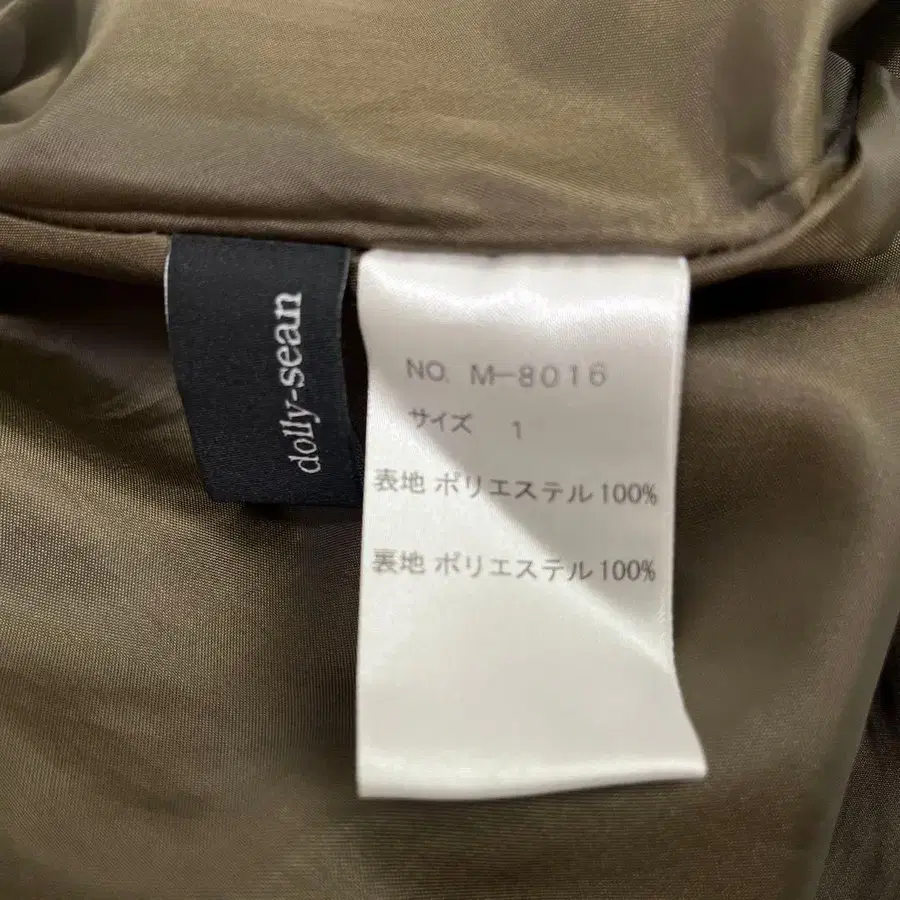 dolly-sean
NO. M-8016
サイズ 1
表地 ポリエステル100%
裏地 ポリエステル100%